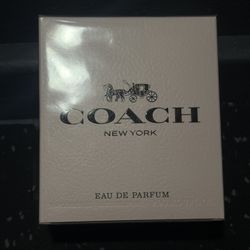 COACH
NEW YORK
EAU DE PARFUM